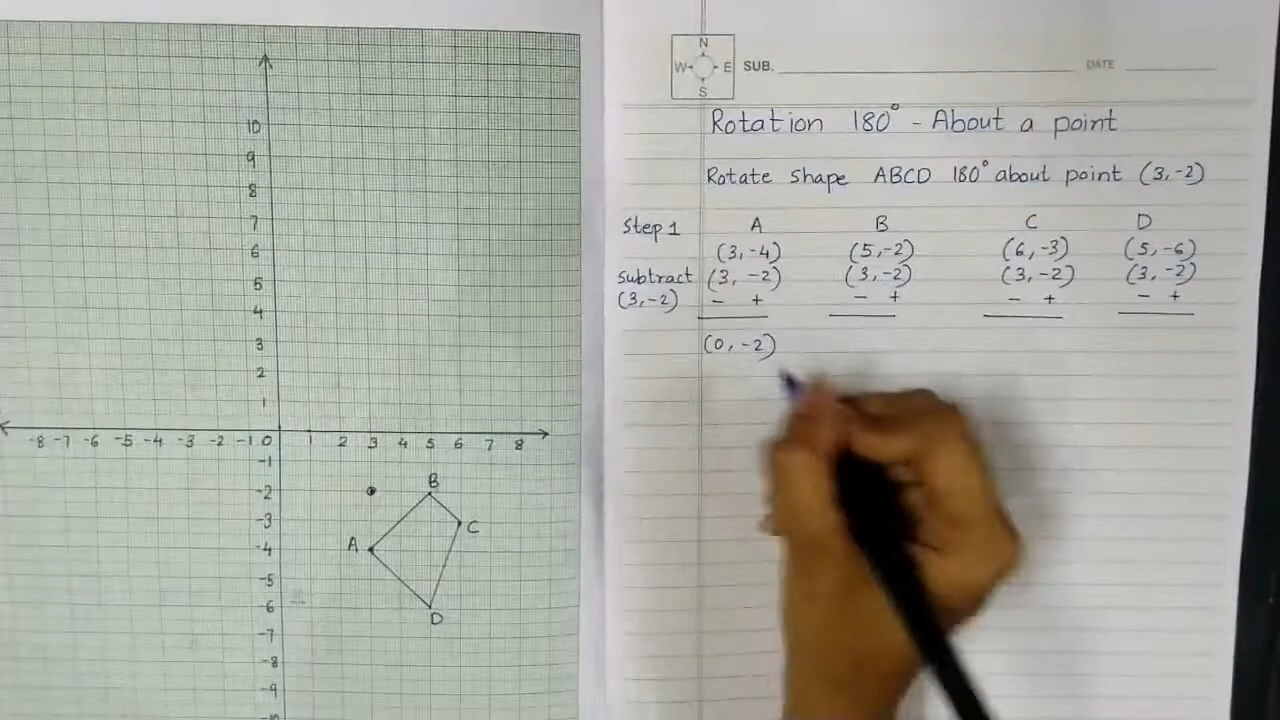 10
9
8
7
6
5
4
3
2
1
-8 -7 -6 -5 -4 -3 -2 -1 0 1 2 3 4 5 6 7 8
-1
-2
-3
-4
-5
-6
-7
-8
-9
B
C
A
D
N
W E SUB. DATE
S
Rotation 180° - About a point
Rotate shape ABCD 180° about point (3,-2)
Step 1 A B C D
(3,-4) (5,-2) (6,-3) (5,-6)
subtract (3,-2) (3,-2) (3,-2) (3,-2)
(3,-2) - + - + - + - +
(0,-2)